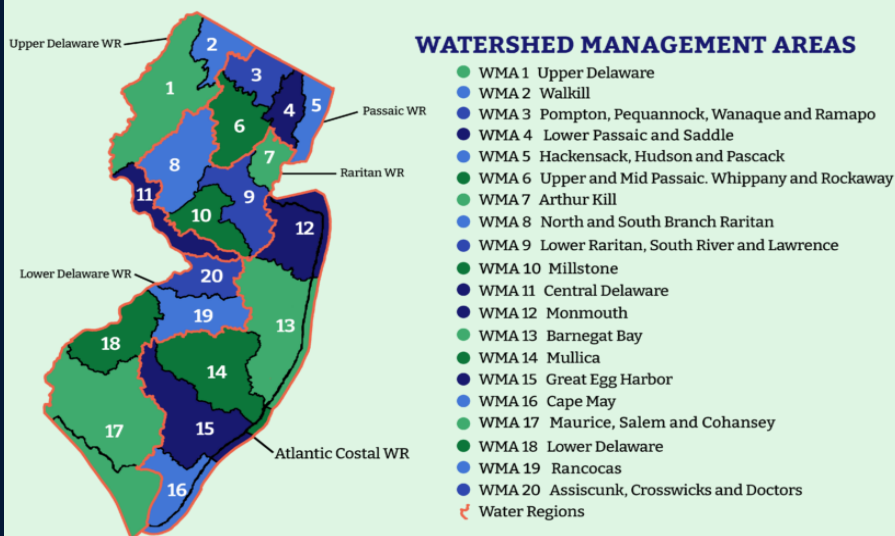 WATERSHED MANAGEMENT AREAS
Upper Delaware WR
Passaic WR
Raritan WR
Lower Delaware WR
Atlantic Costal WR
1
2
3
4
5
6
7
8
9
10
11
12
20
19
13
18
14
17
15
16
WMA 1 Upper Delaware
WMA 2 Walkill
WMA 3 Pompton, Pequannock, Wanaque and Ramapo
WMA 4 Lower Passaic and Saddle
WMA 5 Hackensack, Hudson and Pascack
WMA 6 Upper and Mid Passaic. Whippany and Rockaway
WMA 7 Arthur Kill
WMA 8 North and South Branch Raritan
WMA 9 Lower Raritan, South River and Lawrence
WMA 10 Millstone
WMA 11 Central Delaware
WMA 12 Monmouth
WMA 13 Barnegat Bay
WMA 14 Mullica
WMA 15 Great Egg Harbor
WMA 16 Cape May
WMA 17 Maurice, Salem and Cohansey
WMA 18 Lower Delaware
WMA 19 Rancocas
WMA 20 Assiscunk, Crosswicks and Doctors
Water Regions